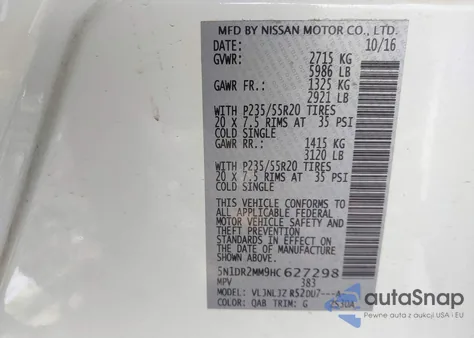 MFD BY NISSAN MOTOR CO., LTD.
DATE: 10/16
GVWR: 2715 KG
5986 LB
GAWR FR.: 1325 KG
2921 LB
WITH P235/55R20 TIRES
20 X 7.5 RIMS AT 35 PSI
COLD SINGLE
GAWR RR.: 1415 KG
3120 LB
WITH P235/55R20 TIRES
20 X 7.5 RIMS AT 35 PSI
COLD SINGLE
THIS VEHICLE CONFORMS TO
ALL APPLICABLE FEDERAL
MOTOR VEHICLE SAFETY AND
THEFT PREVENTION
STANDARDS IN EFFECT ON
THE DATE OF MANUFACTURE
SHOWN ABOVE.
5N1DR2MM9HC627298
MPV 383
MODEL:
COLOR: QAB TRIM: G
autoSnap
Pewne auta z USA